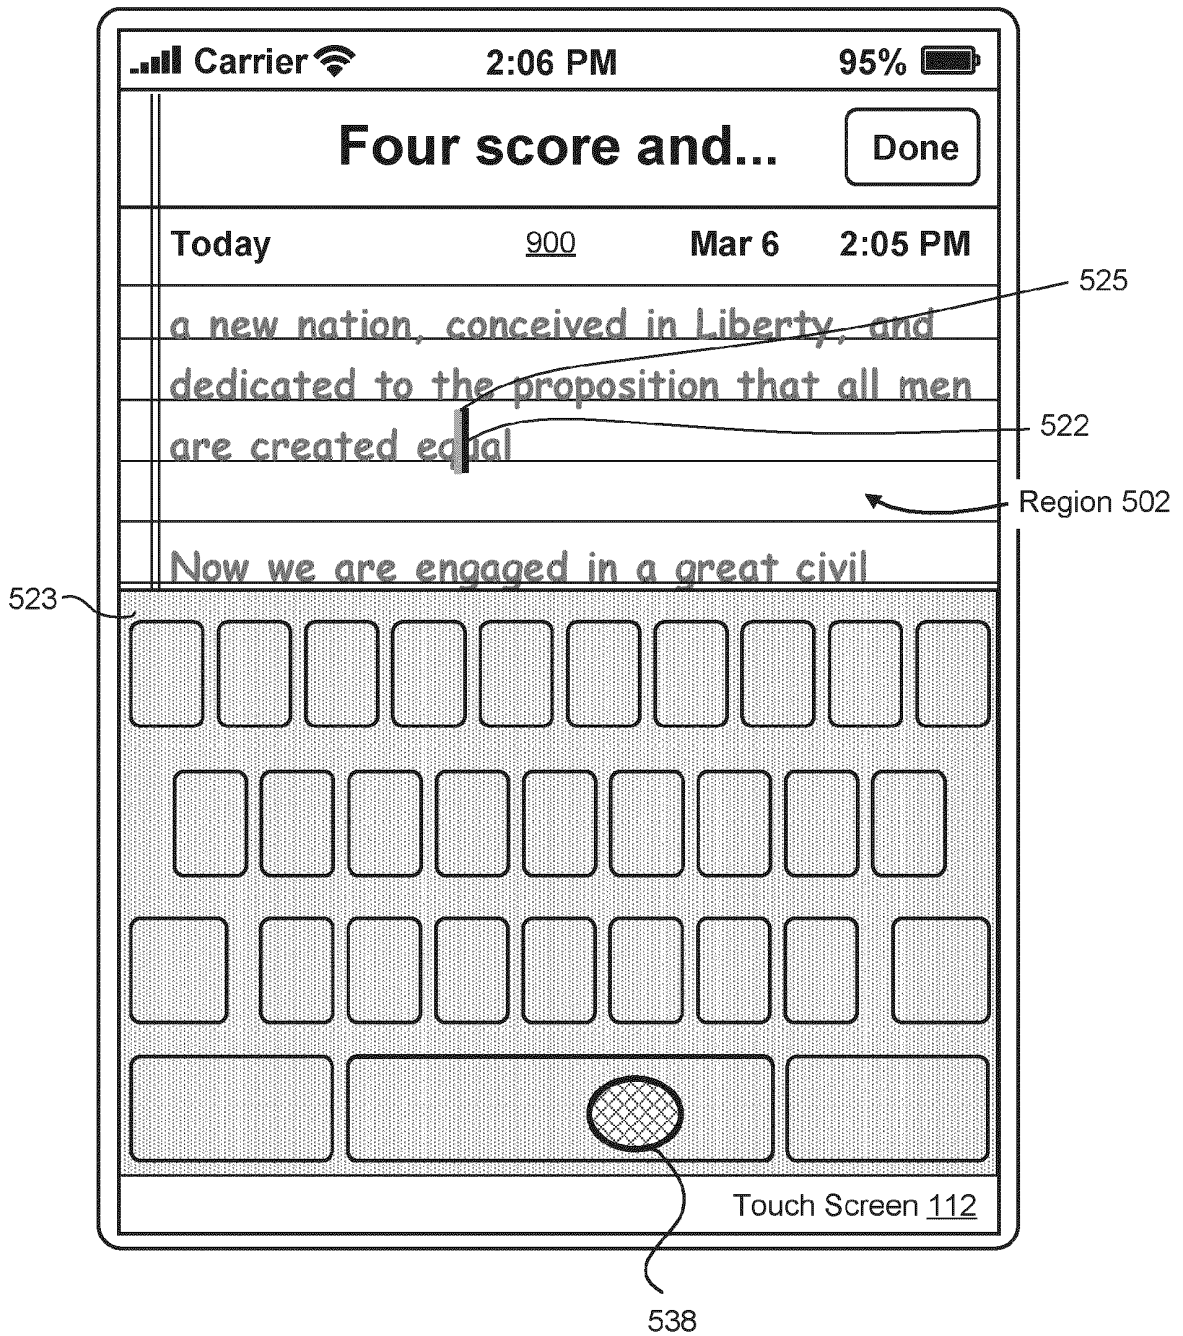 Carrier 2:06 PM 95%
Four score and... Done
Today 900 Mar 6 2:05 PM
525
a new nation, conceived in Liberty, and
dedicated to the proposition that all men
522
are created equal
Region 502
Now we are engaged in a great civil
523
Touch Screen 112
538